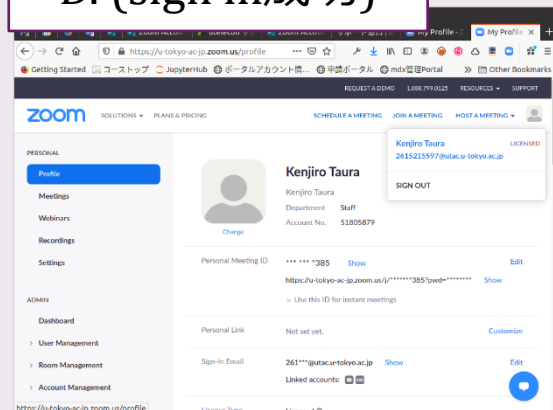 D. (Sign in成功)
My Profile - Z
My Profile
https://u-tokyo-ac-jp.zoom.us/profile
Getting Started
コーストップ
JupyterHub
ポータルアカウント情...
申請ポータル
mdx管理Portal
Other Bookmarks
REQUEST A DEMO
1.888.799.0125
RESOURCES
SUPPORT
zoom
SOLUTIONS
PLANS & PRICING
SCHEDULE A MEETING
JOIN A MEETING
HOST A MEETING
Kenjiro Taura
LICENSED
2615215597@utac.u-tokyo.ac.jp
SIGN OUT
PERSONAL
Profile
Meetings
Webinars
Recordings
Settings
ADMIN
Dashboard
User Management
Room Management
Account Management
Change
Kenjiro Taura
Kenjiro Taura
Department Staff
Account No. 51805879
Personal Meeting ID
*** *** *385 Show
Edit
https://u-tokyo-ac-jp.zoom.us/j/*******385?pwd=******** Show
× Use this ID for instant meetings
Personal Link
Not set yet.
Customize
Sign-In Email
261***@utac.u-tokyo.ac.jp Show
Edit
Linked accounts:
https://u-tokyo-ac-jp.zoom.us/profile